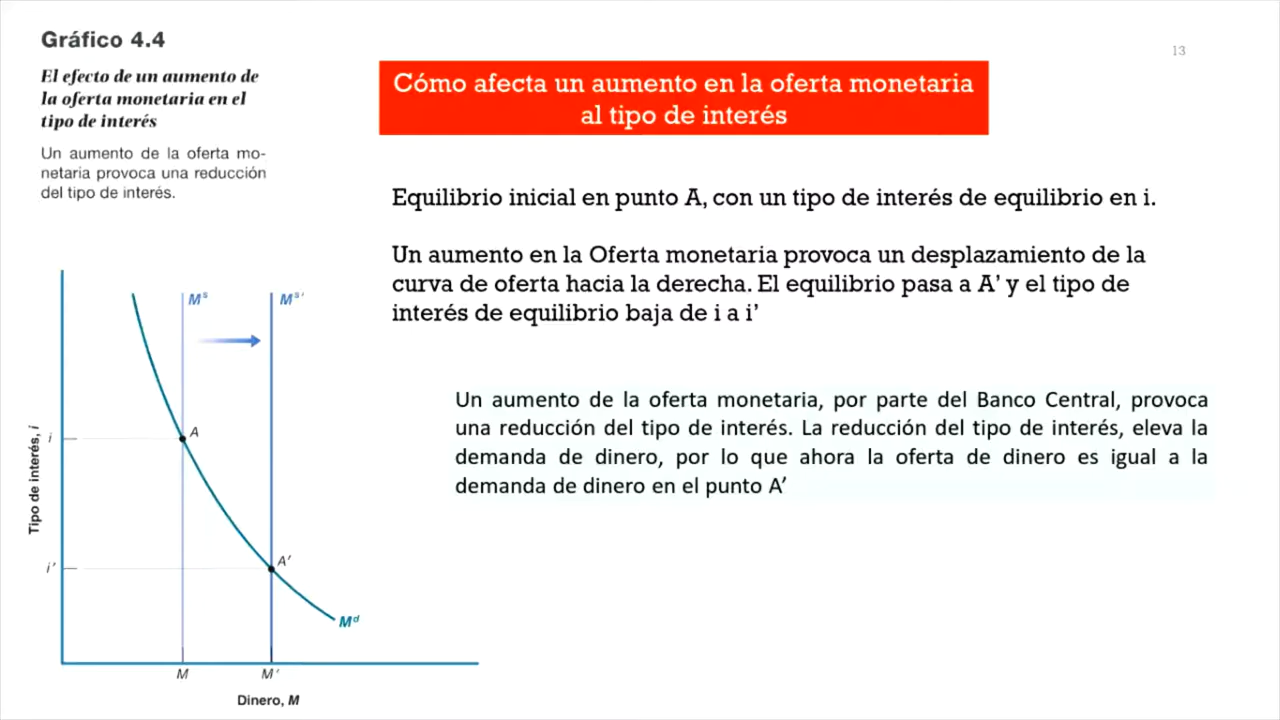 Gráfico 4.4
El efecto de un aumento de
la oferta monetaria en el
tipo de interés
Un aumento de la oferta mo-
netaria provoca una reducción
del tipo de interés.
13
Cómo afecta un aumento en la oferta monetaria
al tipo de interés
Equilibrio inicial en punto A, con un tipo de interés de equilibrio en i.
Un aumento en la Oferta monetaria provoca un desplazamiento de la
curva de oferta hacia la derecha. El equilibrio pasa a A’ y el tipo de
interés de equilibrio baja de i a i’
Un aumento de la oferta monetaria, por parte del Banco Central, provoca
una reducción del tipo de interés. La reducción del tipo de interés, eleva la
demanda de dinero, por lo que ahora la oferta de dinero es igual a la
demanda de dinero en el punto A’
Mˢ
Mˢ′
Tipo de interés, i
i
A
i′
A′
Mᵈ
M
M′
Dinero, M